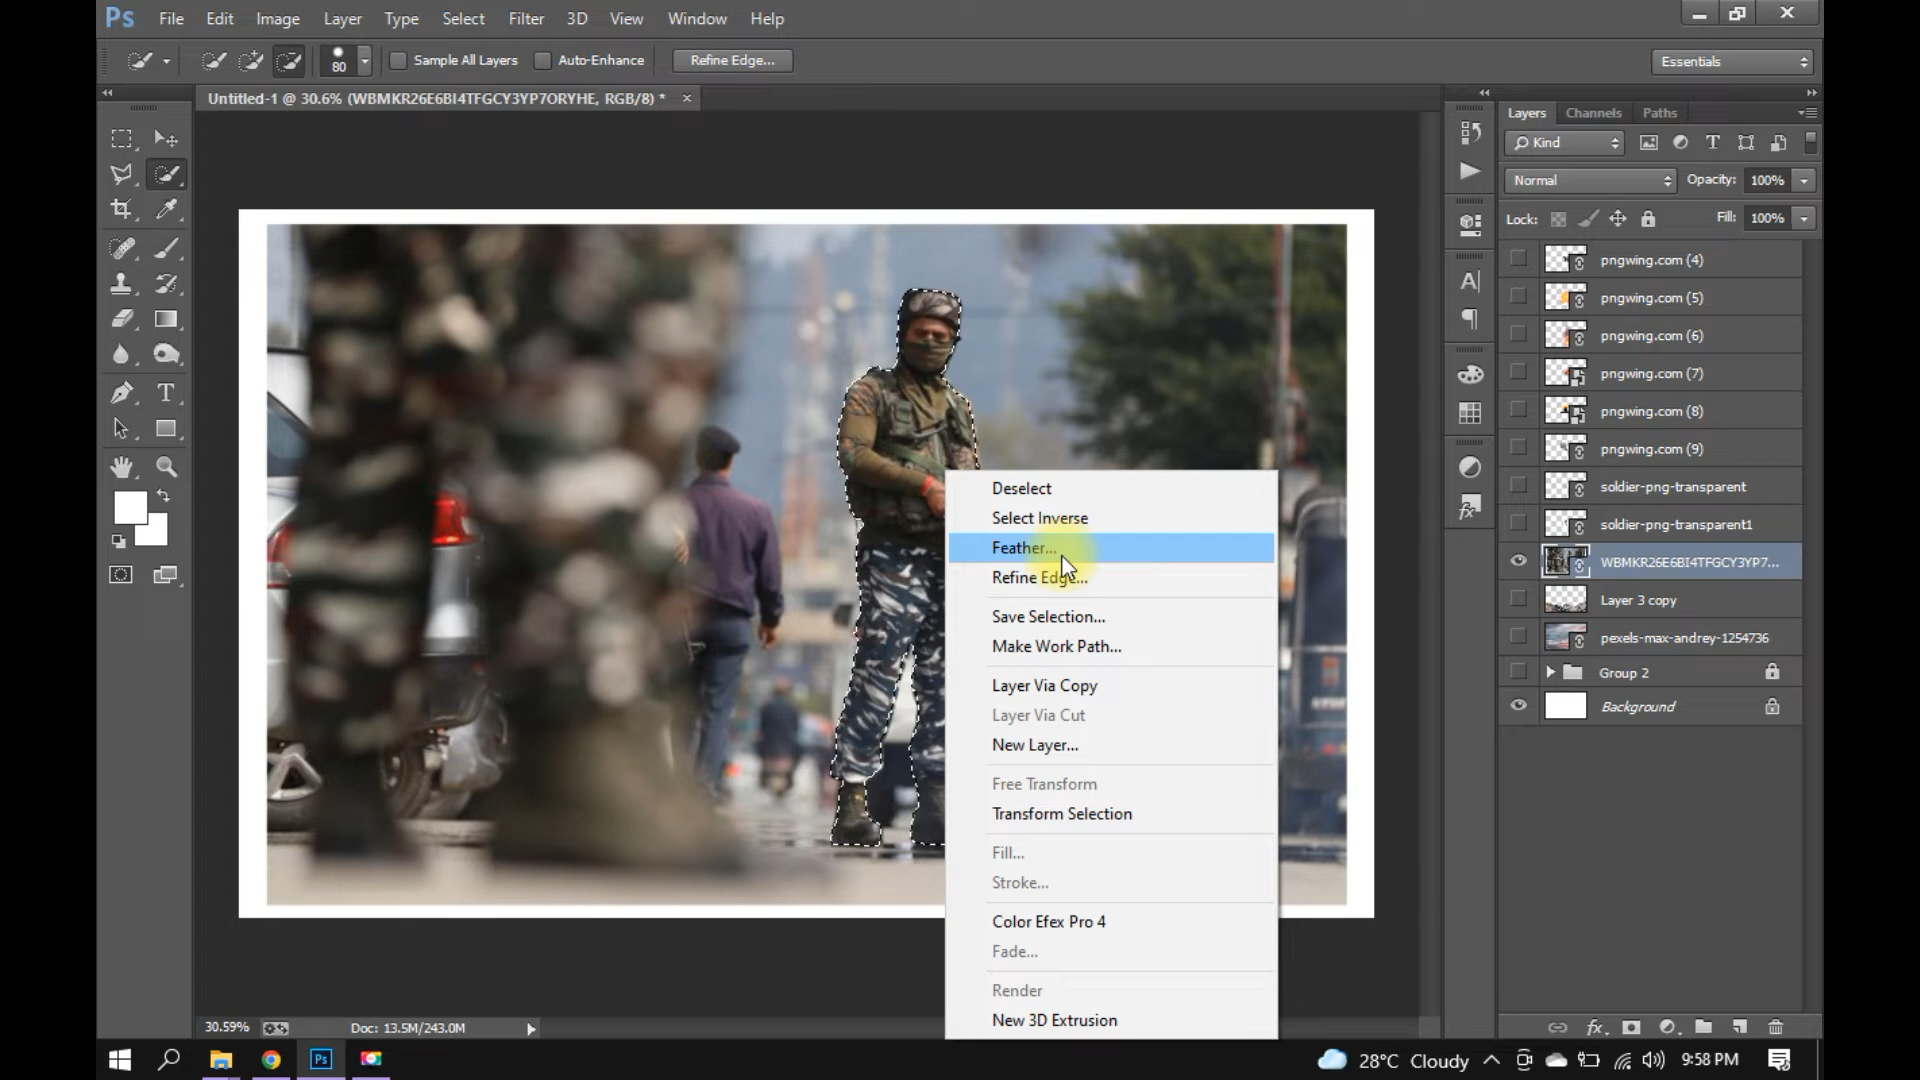 Ps File Edit Image Layer Type Select Filter 3D View Window Help
80 Sample All Layers Auto-Enhance Refine Edge... Essentials
Untitled-1 @ 30.6% (WBMKR26E6BI4TFGCY3YP7ORYHE, RGB/8) * ×
Layers Channels Paths
Kind
Normal Opacity: 100%
Lock: Fill: 100%
pngwing.com (4)
pngwing.com (5)
pngwing.com (6)
pngwing.com (7)
pngwing.com (8)
pngwing.com (9)
soldier-png-transparent
soldier-png-transparent1
WBMKR26E6BI4TFGCY3YP7...
Layer 3 copy
pexels-max-andrey-1254736
Group 2
Background
Deselect
Select Inverse
Feather...
Refine Edge...
Save Selection...
Make Work Path...
Layer Via Copy
Layer Via Cut
New Layer...
Free Transform
Transform Selection
Fill...
Stroke...
Color Efex Pro 4
Fade...
Render
New 3D Extrusion
30.59% Doc: 13.5M/243.0M
Ps 28°C Cloudy 9:58 PM